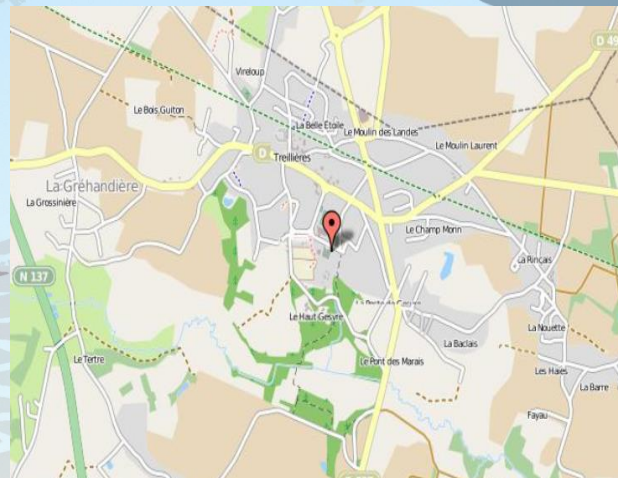 D 49
Vireloup
Le Bois Guiton
La Belle Etoile
Le Moulin des Landes
Le Moulin Laurent
D
Treillières
La Gréhandière
La Grossinière
Le Champ Morin
La Rinçais
N 137
Le Haut Gesvre
La Nouette
La Baclais
Le Tertre
Le Pont des Marais
Les Haies
La Barre
Fayau